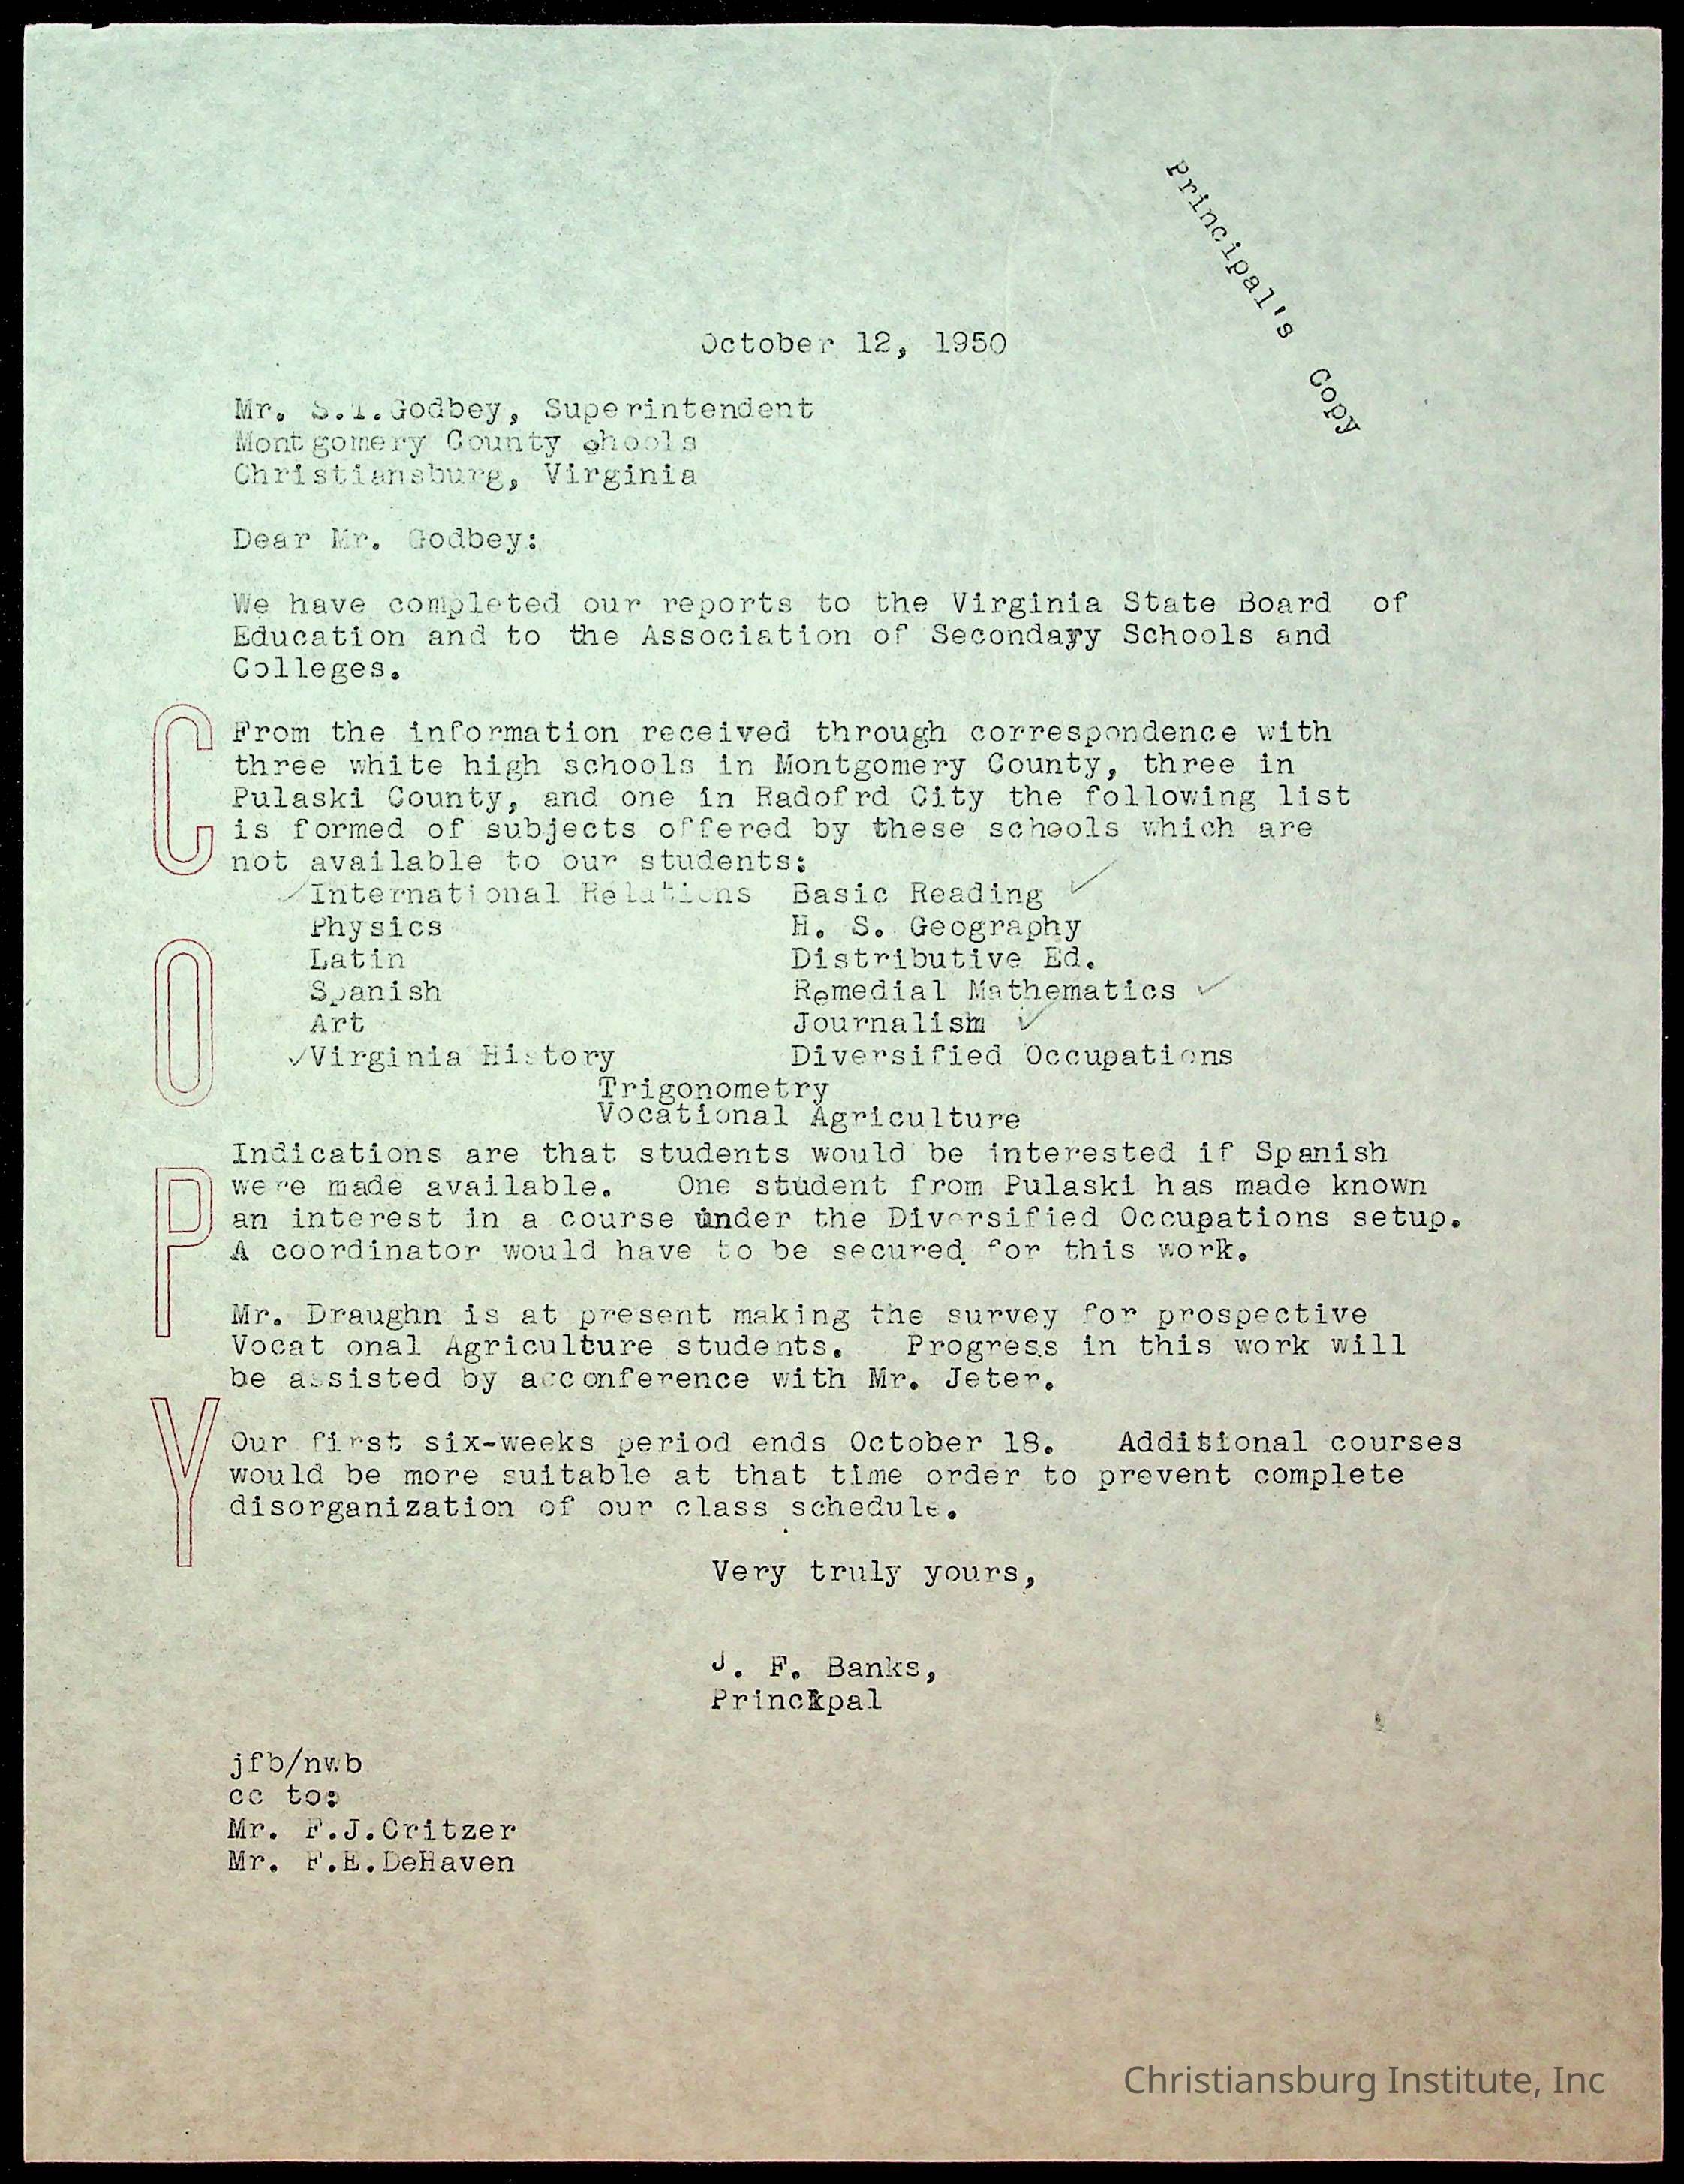 Principal's Copy
October 12, 1950
Mr. S.T.Godbey, Superintendent
Montgomery County Shools
Christiansburg, Virginia
Dear Mr. Godbey:
We have completed our reports to the Virginia State Board of
Education and to the Association of Secondary Schools and
Colleges.
From the information received through correspondence with
three white high schools in Montgomery County, three in
Pulaski County, and one in Radofrd City the following list
is formed of subjects offered by these schools which are
not available to our students:
✓International Relations Basic Reading ✓
Physics H. S. Geography
Latin Distributive Ed.
Spanish Remedial Mathematics ✓
Art Journalism ✓
✓Virginia History Diversified Occupations
Trigonometry
Vocational Agriculture
Indications are that students would be interested if Spanish
were made available. One student from Pulaski has made known
an interest in a course under the Diversified Occupations setup.
A coordinator would have to be secured for this work.
Mr. Draughn is at present making the survey for prospective
Vocat onal Agriculture students. Progress in this work will
be assisted by a conference with Mr. Jeter.
Our first six-weeks period ends October 18. Additional courses
would be more suitable at that time order to prevent complete
disorganization of our class schedule.
Very truly yours,
J. F. Banks,
Principal
jfb/nwb
cc to:
Mr. F.J.Critzer
Mr. F.E.DeHaven
COPY
Christiansburg Institute, Inc